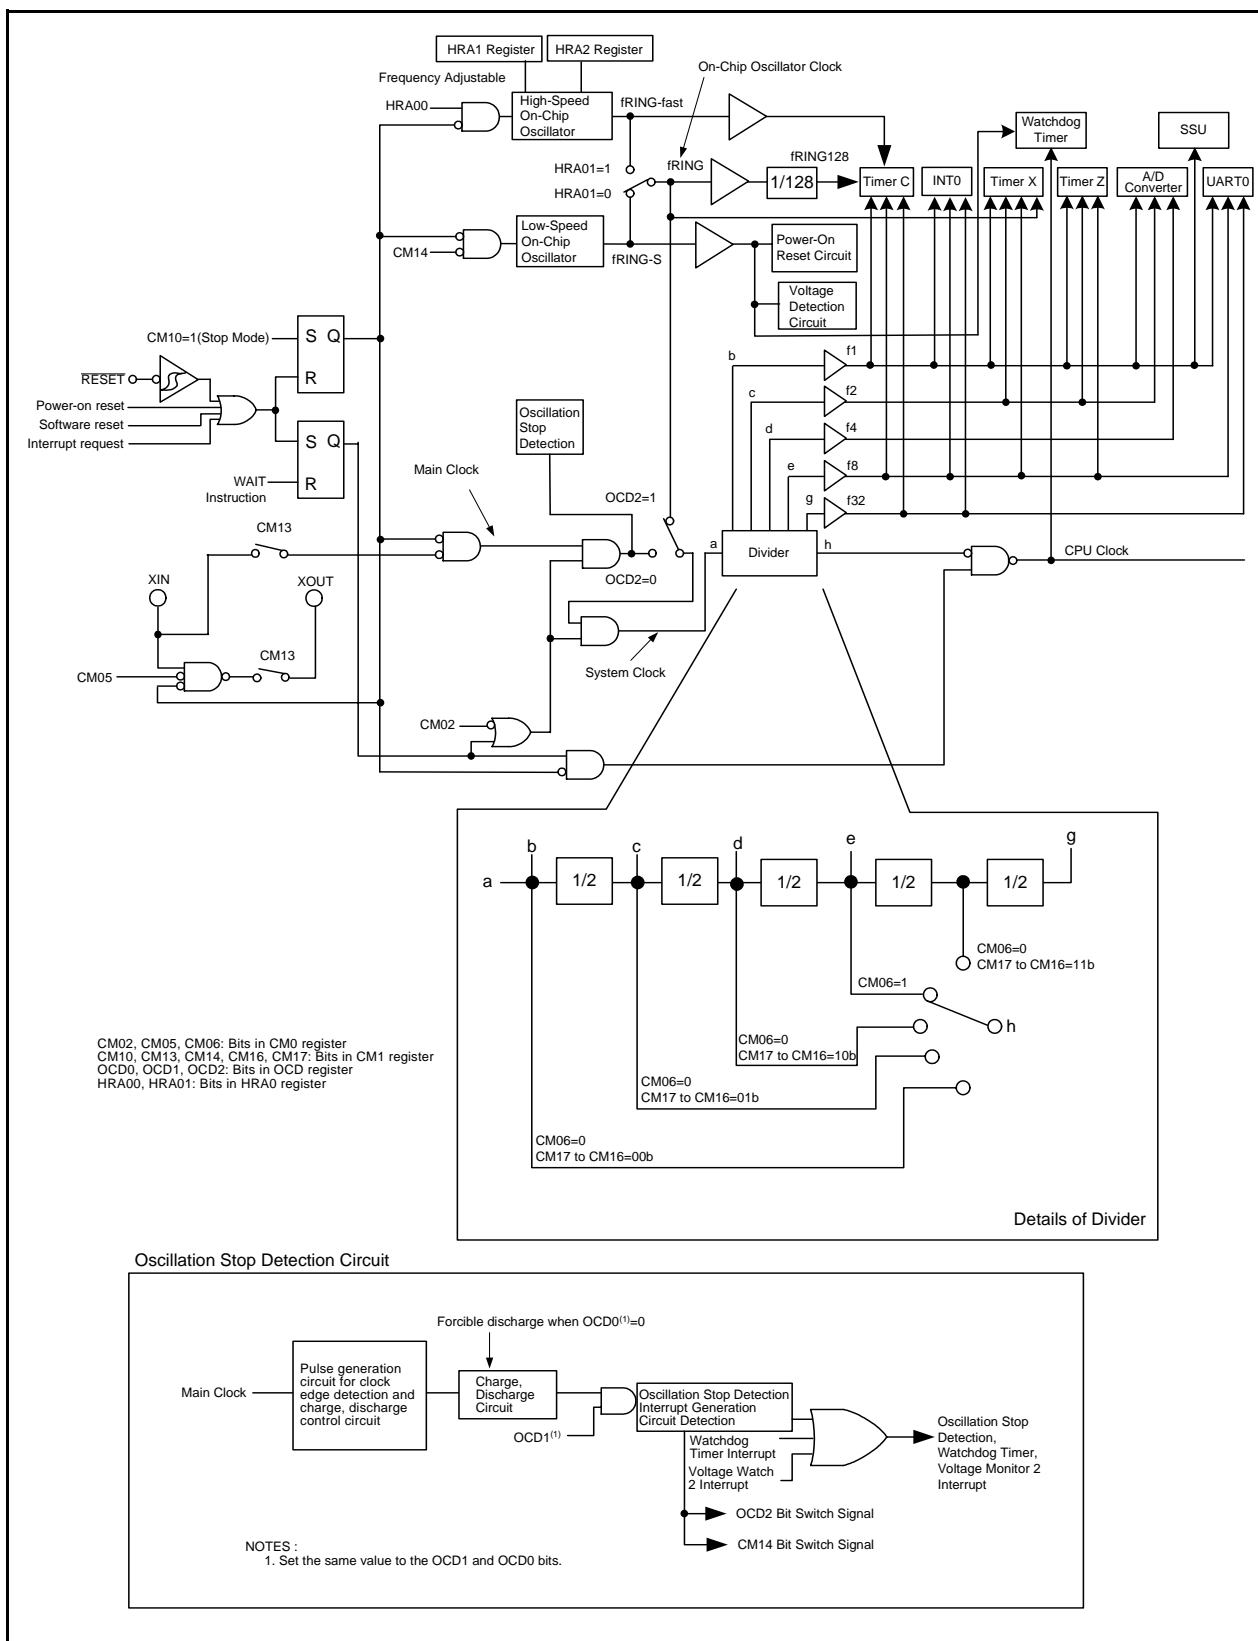 HRA1 Register
HRA2 Register
On-Chip Oscillator Clock
Frequency Adjustable
HRA00
High-Speed
On-Chip
Oscillator
fRING-fast
Watchdog
Timer
SSU
HRA01=1
HRA01=0
fRING
fRING128
1/128
Timer C
INT0
Timer X
Timer Z
A/D
Converter
UART0
CM14
Low-Speed
On-Chip
Oscillator
fRING-S
Power-On
Reset Circuit
Voltage
Detection
Circuit
CM10=1(Stop Mode)
S Q
R
RESET
Power-on reset
Software reset
Interrupt request
S Q
R
WAIT
Instruction
b
f1
c
f2
d
f4
e
f8
g
f32
Oscillation
Stop
Detection
Main Clock
OCD2=1
OCD2=0
a
Divider
h
CPU Clock
CM13
XIN
XOUT
CM13
CM05
System Clock
CM02
b
c
d
e
g
a
1/2
1/2
1/2
1/2
1/2
CM06=0
CM17 to CM16=11b
CM06=1
h
CM06=0
CM17 to CM16=10b
CM06=0
CM17 to CM16=01b
CM06=0
CM17 to CM16=00b
Details of Divider
CM02, CM05, CM06: Bits in CM0 register
CM10, CM13, CM14, CM16, CM17: Bits in CM1 register
OCD0, OCD1, OCD2: Bits in OCD register
HRA00, HRA01: Bits in HRA0 register
Oscillation Stop Detection Circuit
Forcible discharge when OCD0(1)=0
Main Clock
Pulse generation
circuit for clock
edge detection and
charge, discharge
control circuit
Charge,
Discharge
Circuit
OCD1(1)
Oscillation Stop Detection
Interrupt Generation
Circuit Detection
Watchdog
Timer Interrupt
Voltage Watch
2 Interrupt
Oscillation Stop
Detection,
Watchdog Timer,
Voltage Monitor 2
Interrupt
OCD2 Bit Switch Signal
CM14 Bit Switch Signal
NOTES :
1. Set the same value to the OCD1 and OCD0 bits.